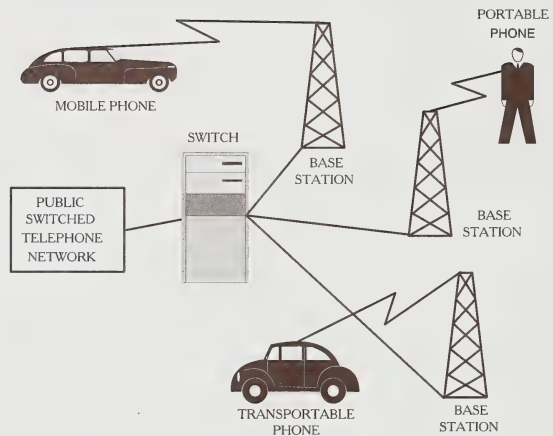 PORTABLE
PHONE
MOBILE PHONE
SWITCH
BASE
STATION
PUBLIC
SWITCHED
TELEPHONE
NETWORK
BASE
STATION
TRANSPORTABLE
PHONE
BASE
STATION